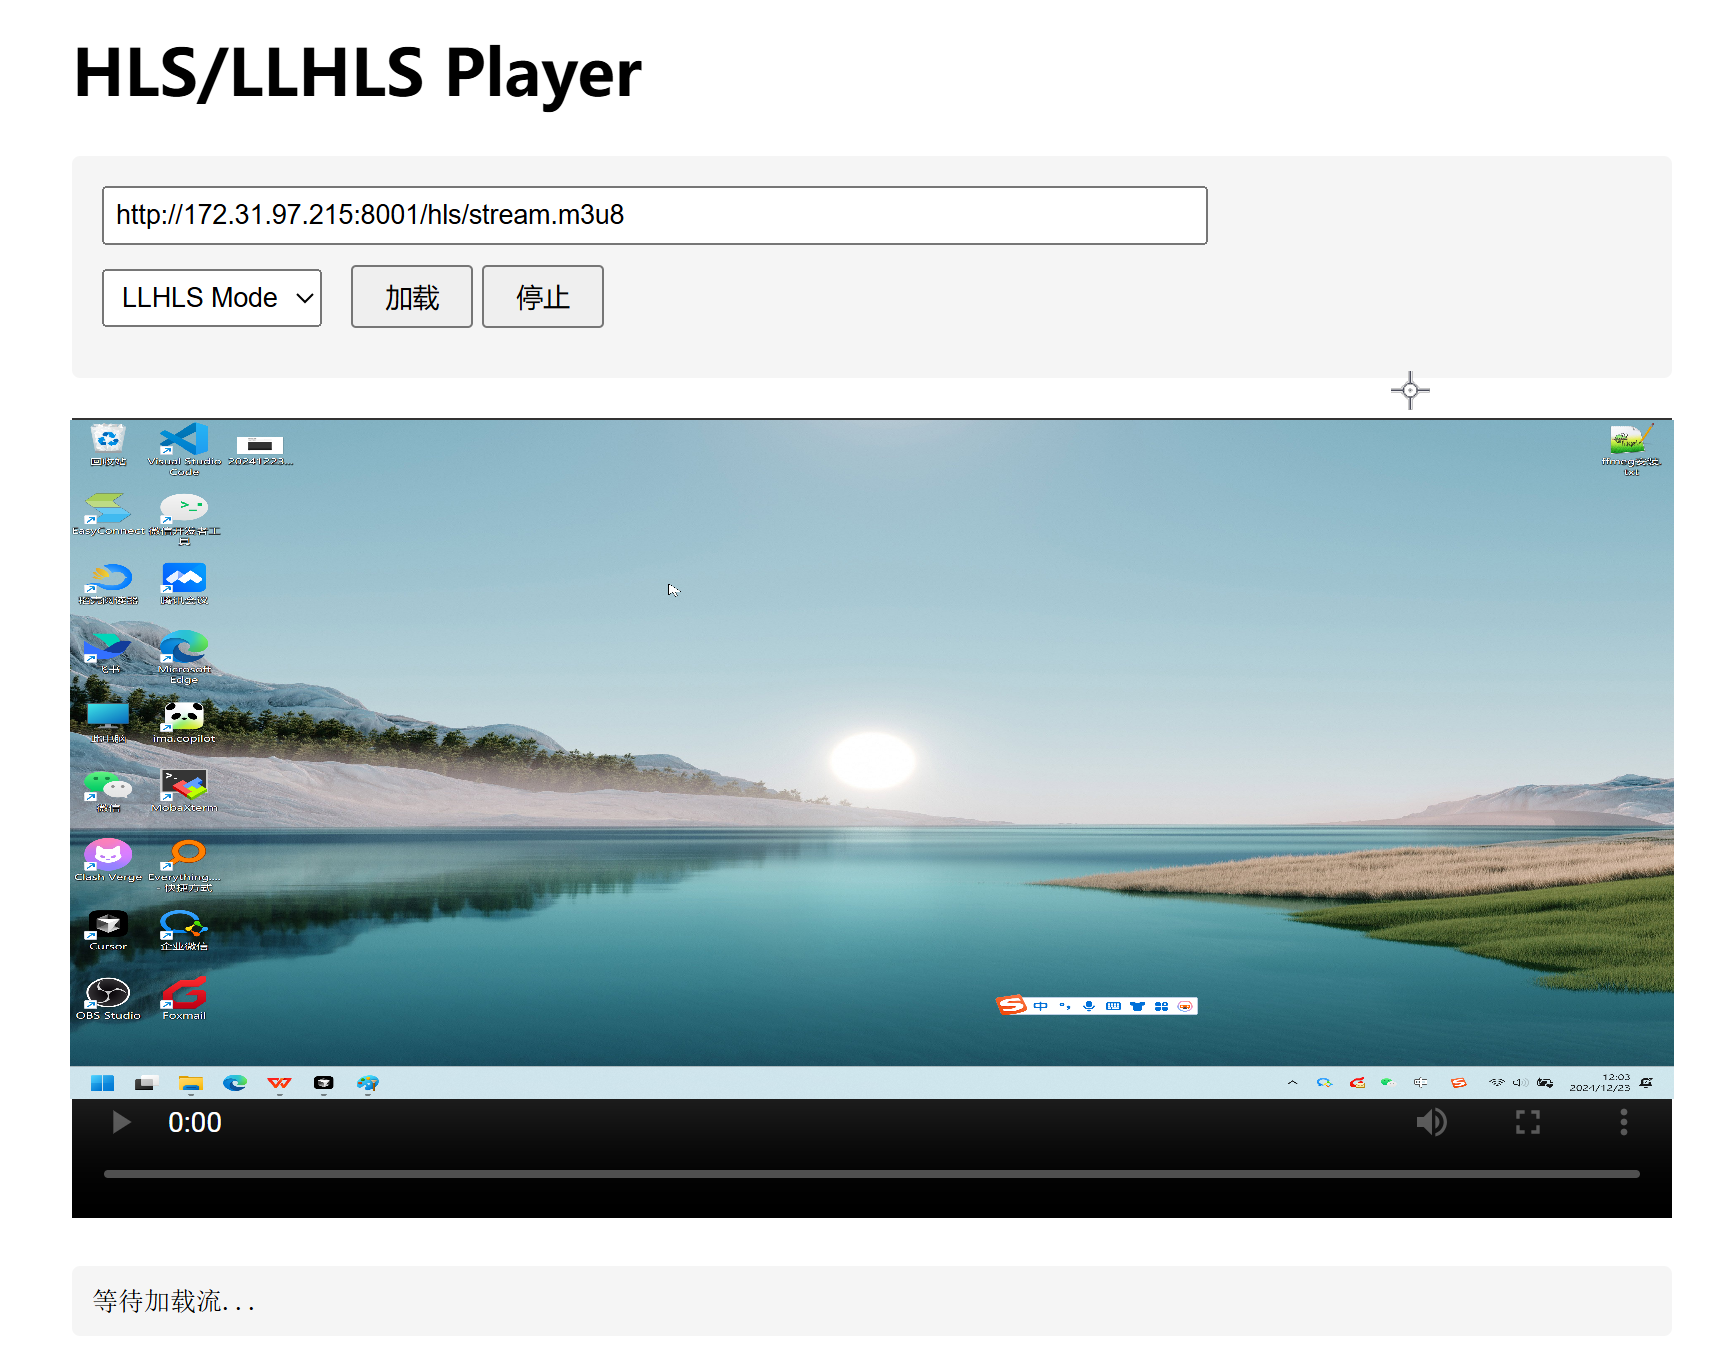 HLS/LLHLS Player
http://172.31.97.215:8001/hls/stream.m3u8
LLHLS Mode
加载
停止
回收站
Visual Studio
Code
20241223...
ffmeg安装.
txt
EasyConnect
微信开发者工
具
腾讯会议
飞书
Microsoft
Edge
此电脑
ima.copilot
微信
MobaXterm
Clash Verge
Everything....
- 快捷方式
Cursor
企业微信
OBS Studio
Foxmail
中
中
12:03
2024/12/23
0:00
等待加载流...